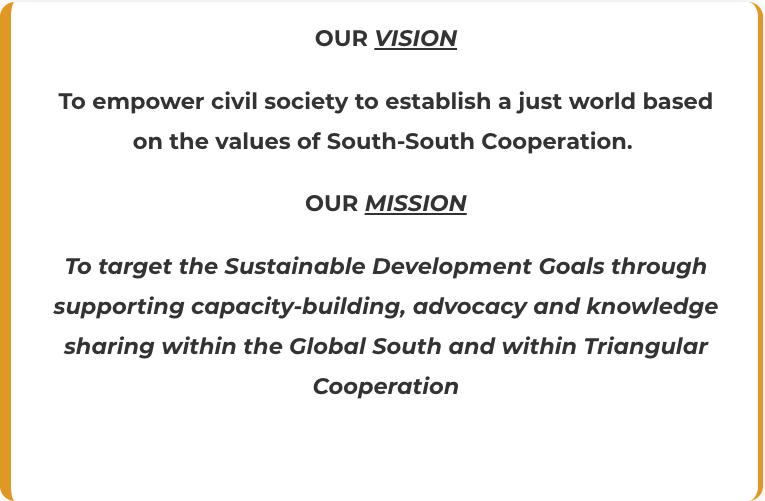 OUR VISION
To empower civil society to establish a just world based
on the values of South-South Cooperation.
OUR MISSION
To target the Sustainable Development Goals through
supporting capacity-building, advocacy and knowledge
sharing within the Global South and within Triangular
Cooperation